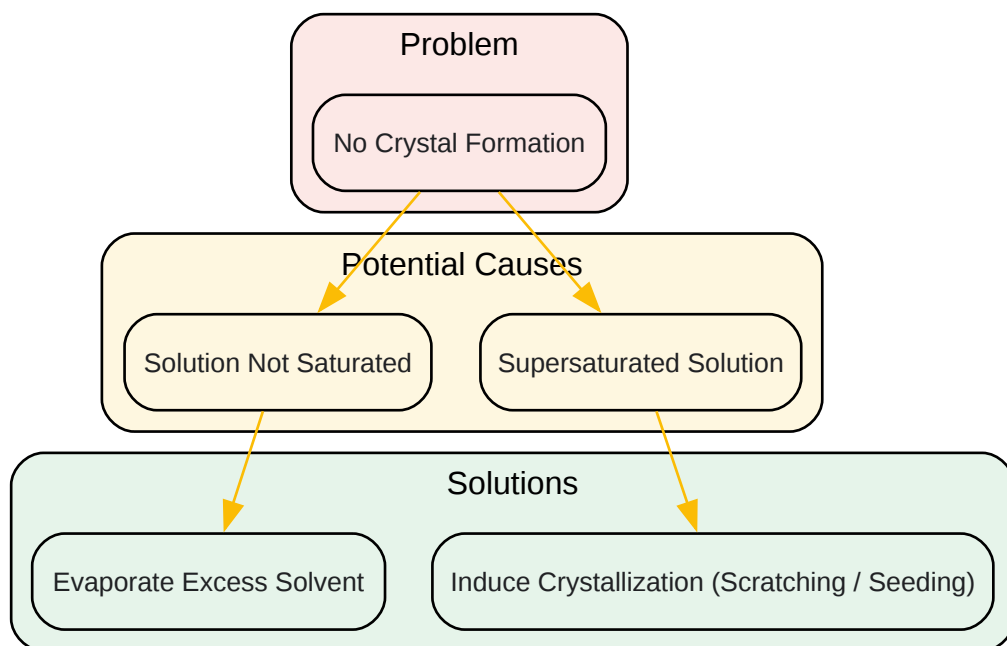 Problem
No Crystal Formation
Potential Causes
Solution Not Saturated
Supersaturated Solution
Solutions
Evaporate Excess Solvent
Induce Crystallization (Scratching / Seeding)